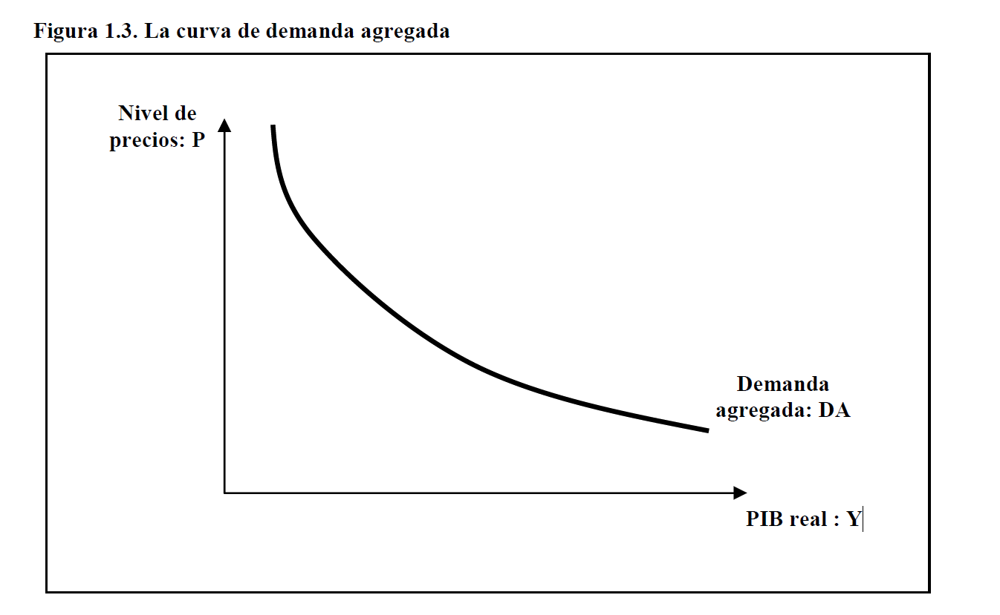 Figura 1.3. La curva de demanda agregada
Nivel de
precios: P
Demanda
agregada: DA
PIB real : Y